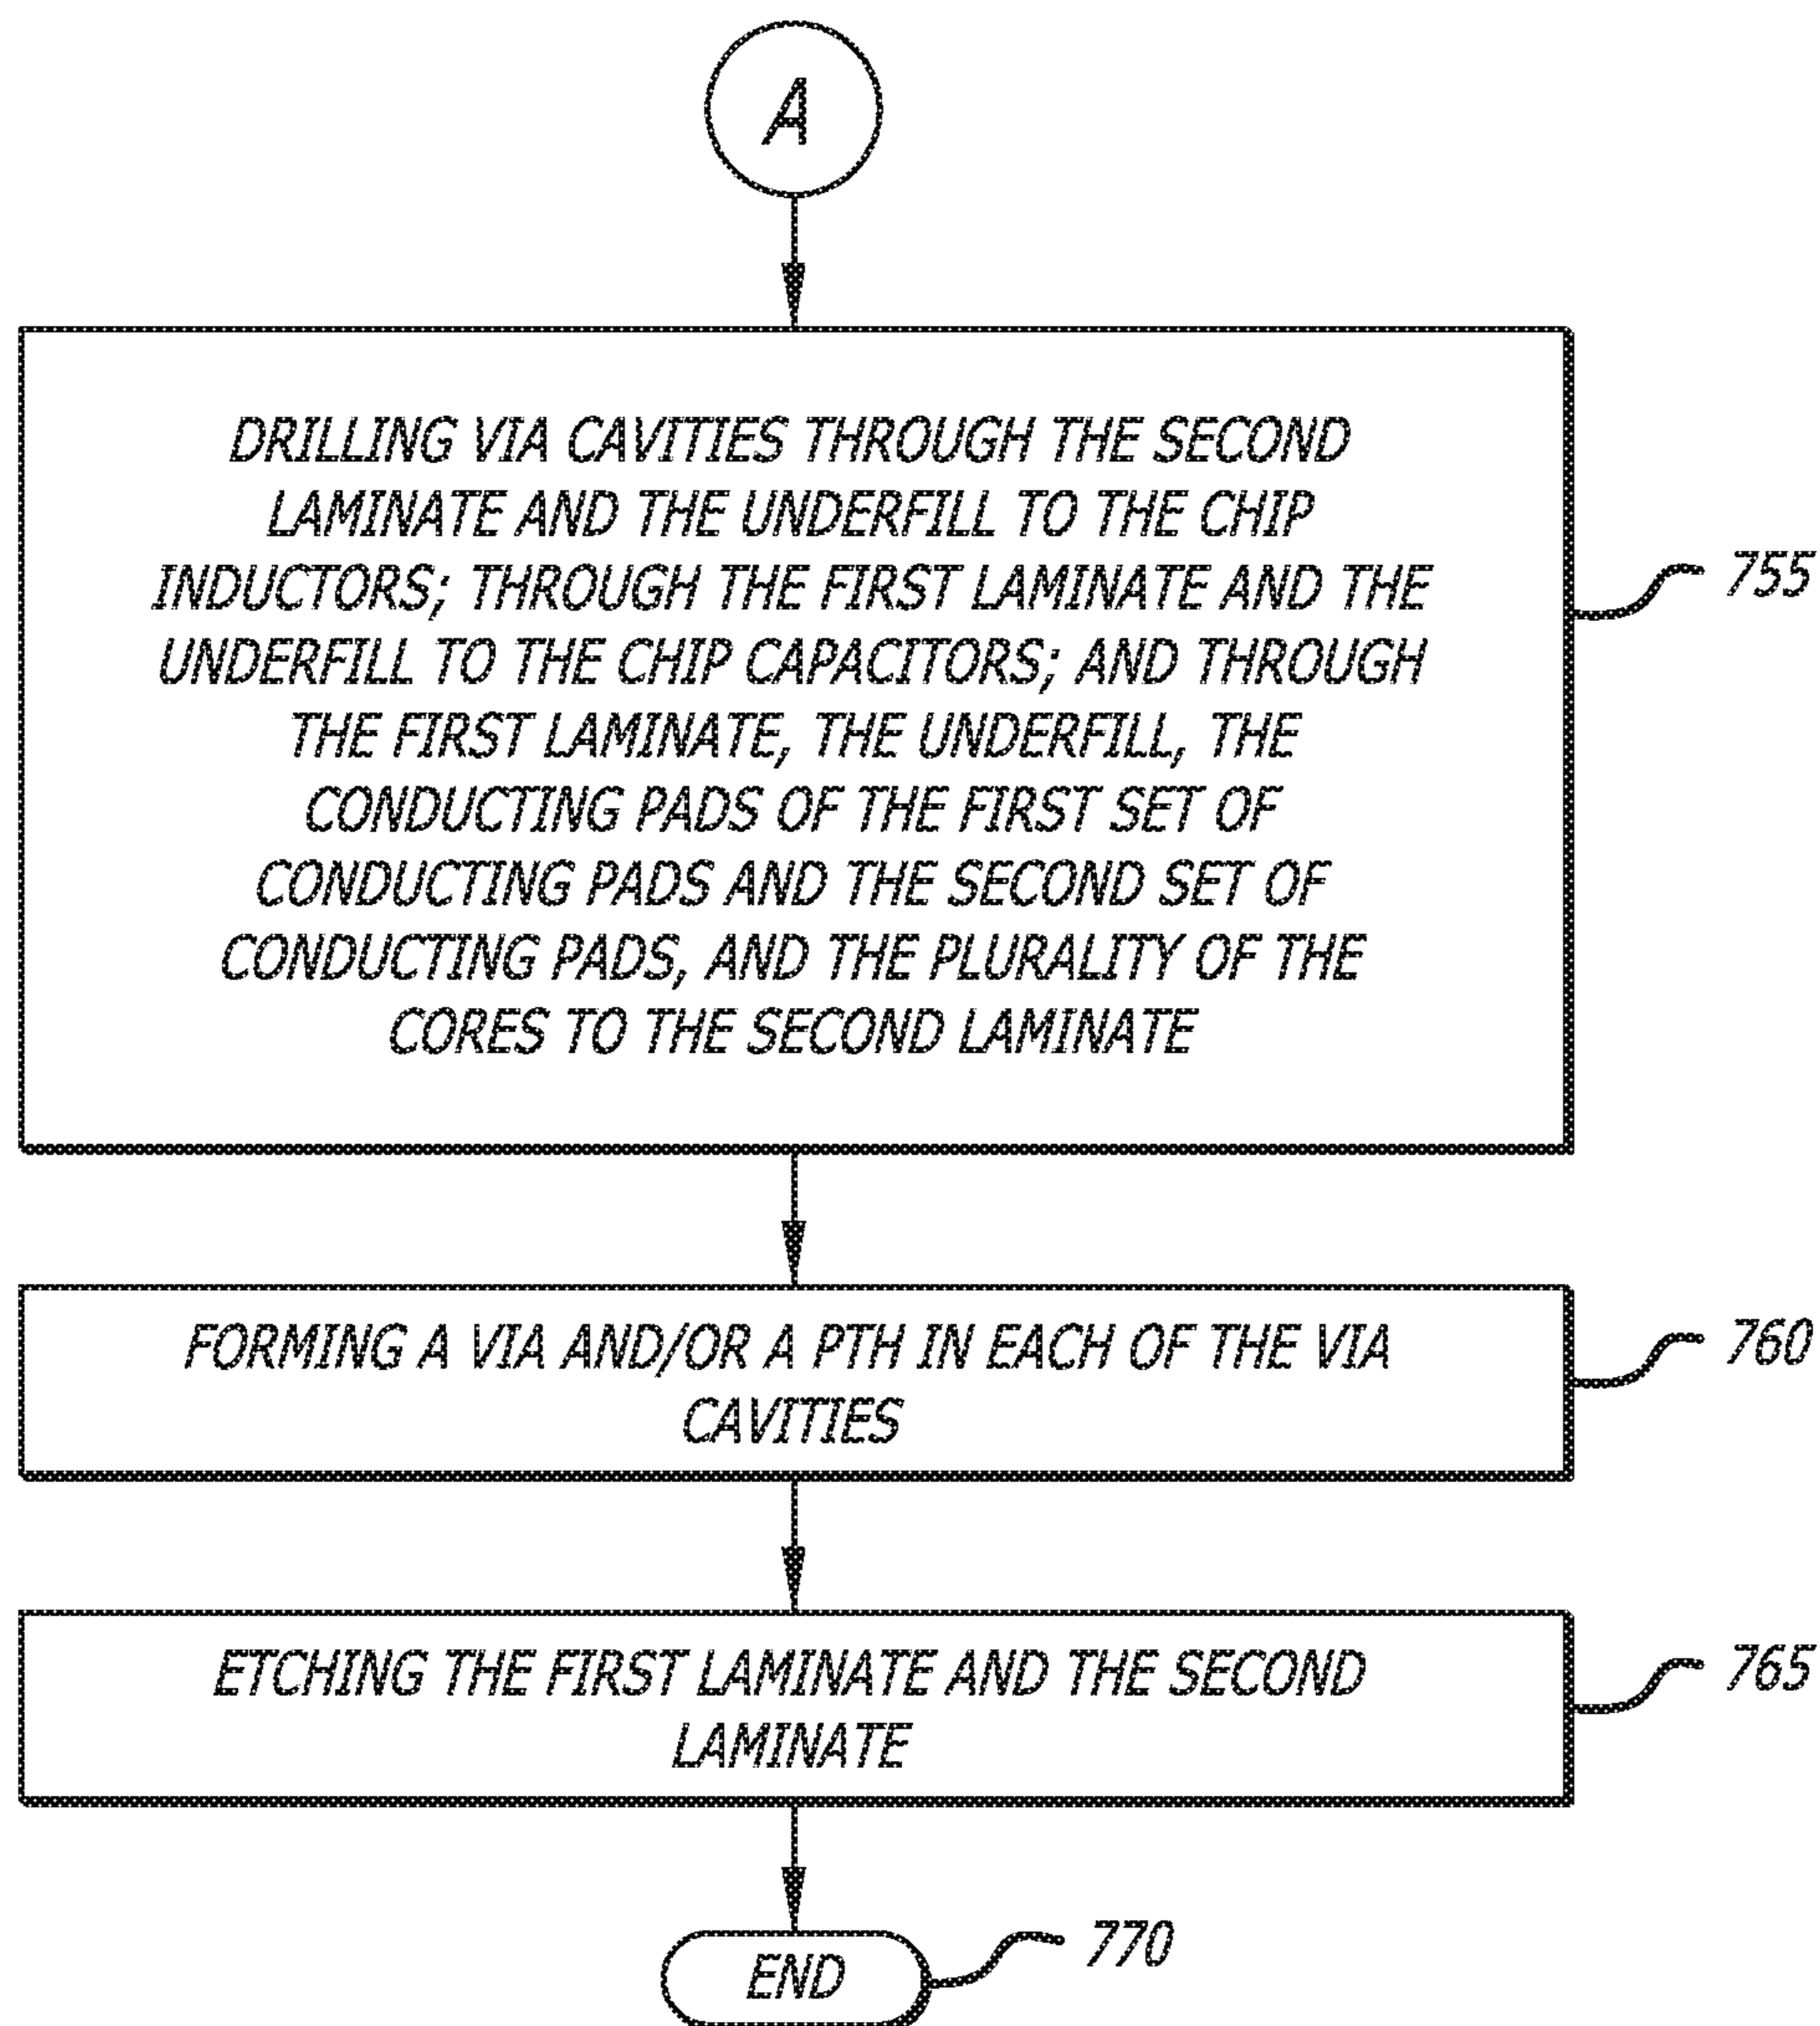 A
DRILLING VIA CAVITIES THROUGH THE SECOND
LAMINATE AND THE UNDERFILL TO THE CHIP
INDUCTORS; THROUGH THE FIRST LAMINATE AND THE
UNDERFILL TO THE CHIP CAPACITORS; AND THROUGH
THE FIRST LAMINATE, THE UNDERFILL, THE
CONDUCTING PADS OF THE FIRST SET OF
CONDUCTING PADS AND THE SECOND SET OF
CONDUCTING PADS, AND THE PLURALITY OF THE
CORES TO THE SECOND LAMINATE
755
FORMING A VIA AND/OR A PTH IN EACH OF THE VIA
CAVITIES
760
ETCHING THE FIRST LAMINATE AND THE SECOND
LAMINATE
765
END
770